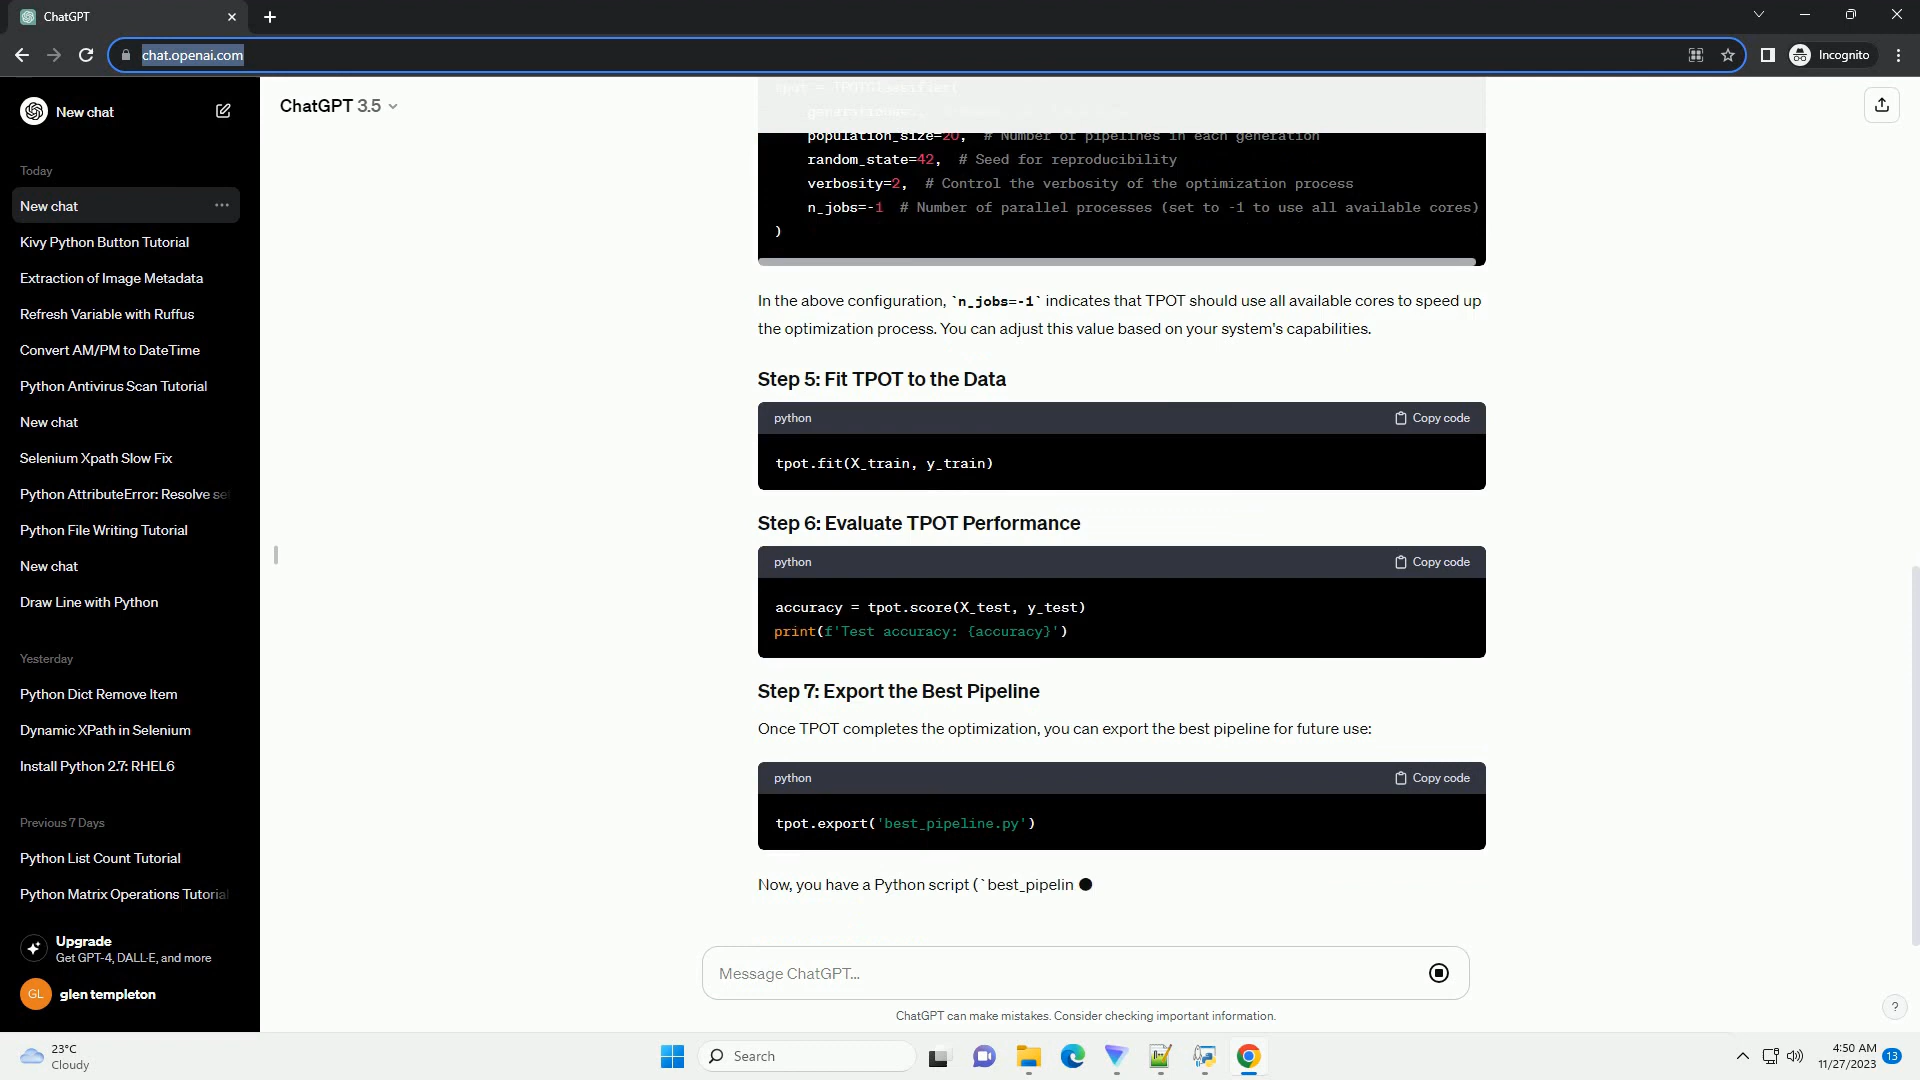 ChatGPT
chat.openai.com
Incognito
New chat
Today
New chat
Kivy Python Button Tutorial
Extraction of Image Metadata
Refresh Variable with Ruffus
Convert AM/PM to DateTime
Python Antivirus Scan Tutorial
New chat
Selenium Xpath Slow Fix
Python AttributeError: Resolve se
Python File Writing Tutorial
New chat
Draw Line with Python
Yesterday
Python Dict Remove Item
Dynamic XPath in Selenium
Install Python 2.7: RHEL6
Previous 7 Days
Python List Count Tutorial
Python Matrix Operations Tutorial
Upgrade
Get GPT-4, DALL·E, and more
GL
glen templeton
ChatGPT 3.5
population_size=20,  # Number of pipelines in each generation
random_state=42,  # Seed for reproducibility
verbosity=2,  # Control the verbosity of the optimization process
n_jobs=-1  # Number of parallel processes (set to -1 to use all available cores)
)
In the above configuration, `n_jobs=-1` indicates that TPOT should use all available cores to speed up
the optimization process. You can adjust this value based on your system's capabilities.
Step 5: Fit TPOT to the Data
python
Copy code
tpot.fit(X_train, y_train)
Step 6: Evaluate TPOT Performance
python
Copy code
accuracy = tpot.score(X_test, y_test)
print(f'Test accuracy: {accuracy}')
Step 7: Export the Best Pipeline
Once TPOT completes the optimization, you can export the best pipeline for future use:
python
Copy code
tpot.export('best_pipeline.py')
Now, you have a Python script (`best_pipelin
Message ChatGPT...
ChatGPT can make mistakes. Consider checking important information.
?
23°C
Cloudy
Search
4:50 AM
11/27/2023
13